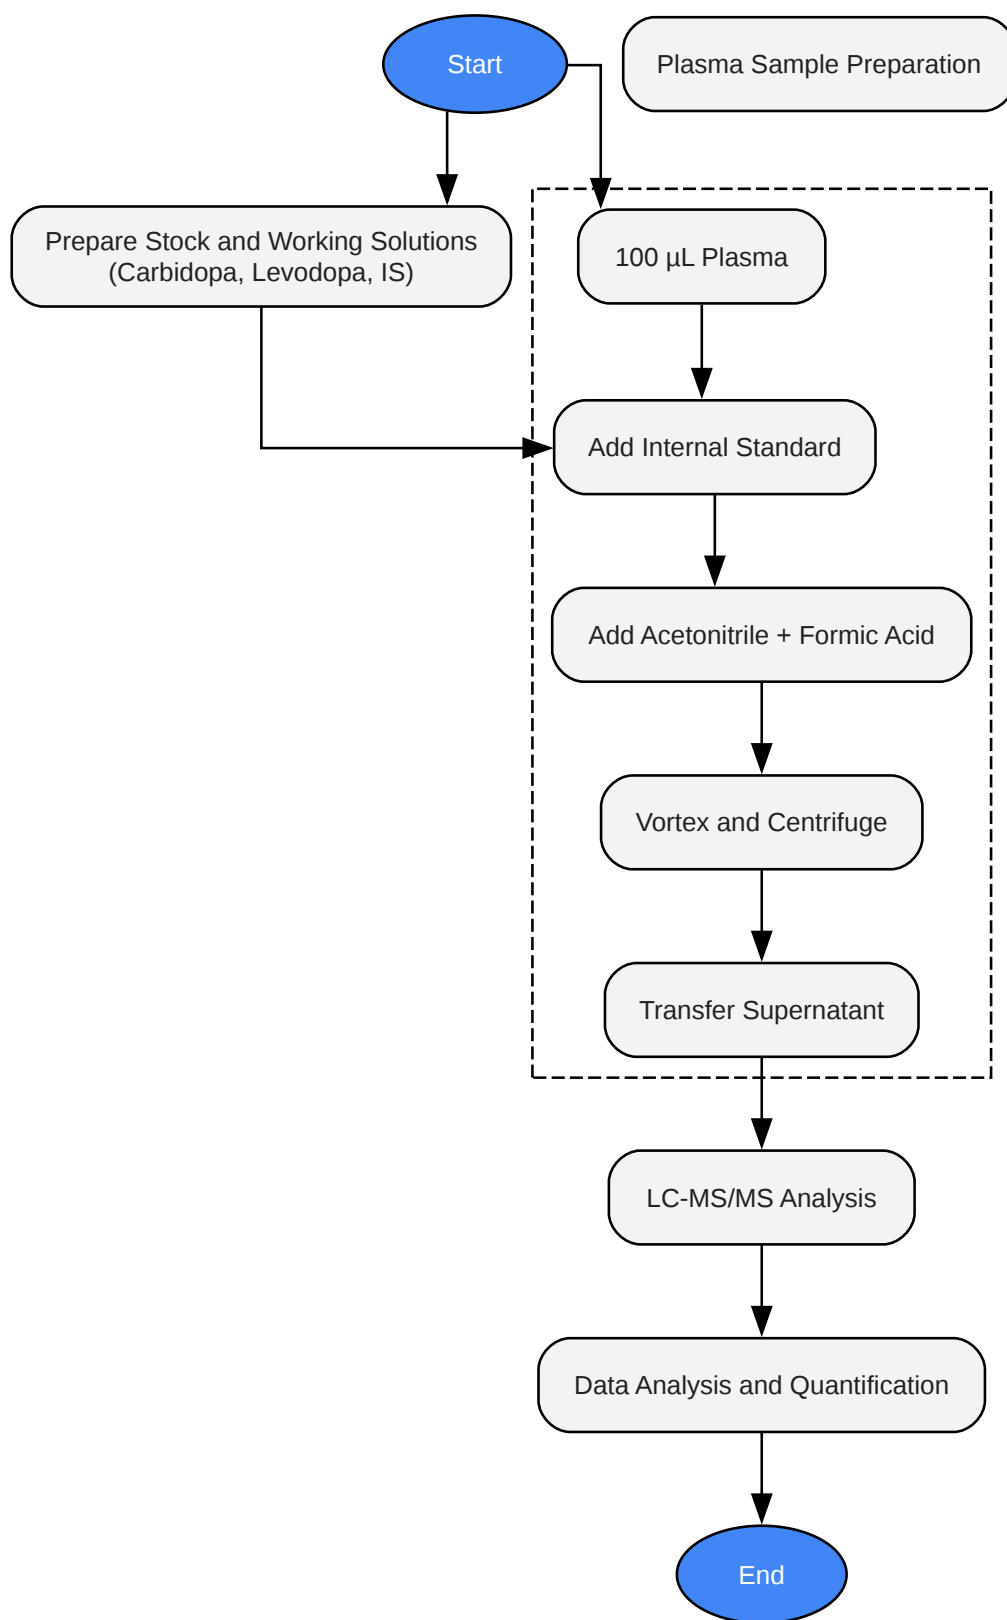 Start
Plasma Sample Preparation
Prepare Stock and Working Solutions
(Carbidopa, Levodopa, IS)
100 µL Plasma
Add Internal Standard
Add Acetonitrile + Formic Acid
Vortex and Centrifuge
Transfer Supernatant
LC-MS/MS Analysis
Data Analysis and Quantification
End